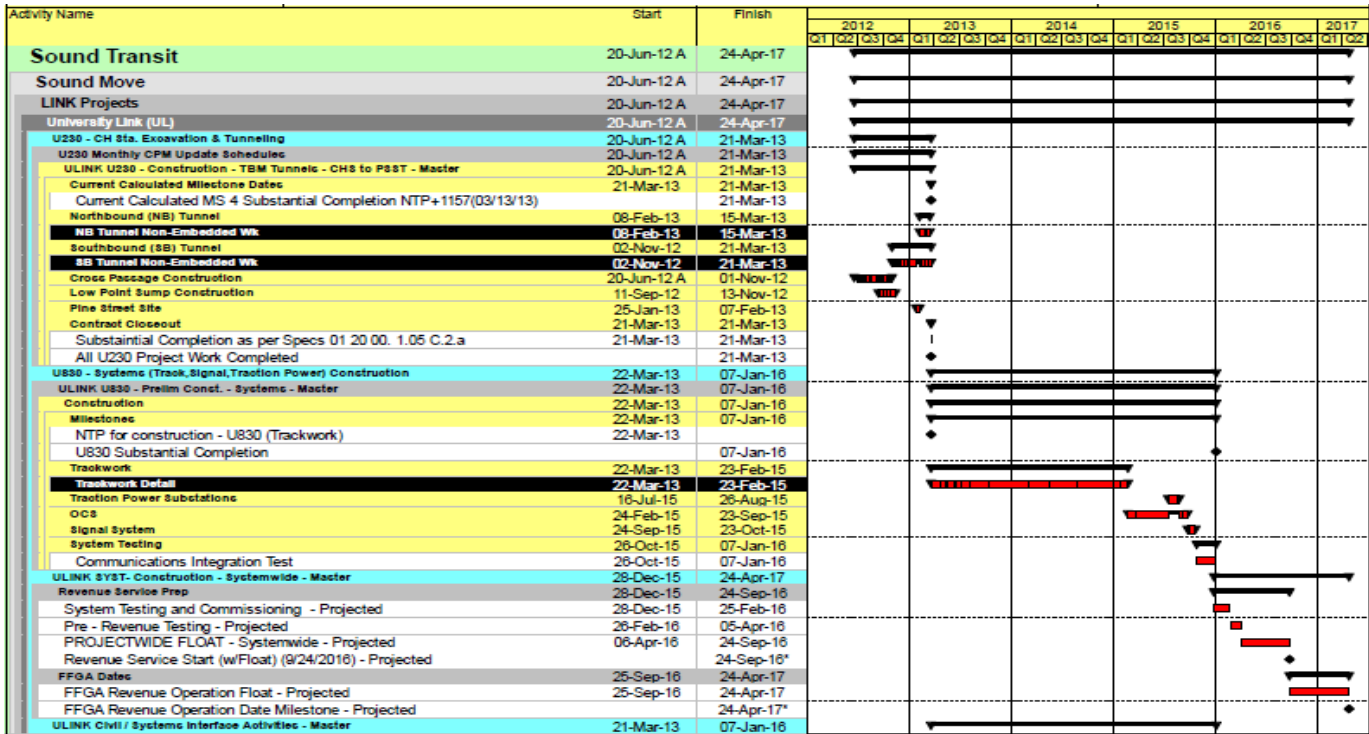 Activity Name Start Finish
2012 2013 2014 2015 2016 2017
Q1 Q2 Q3 Q4 Q1 Q2 Q3 Q4 Q1 Q2 Q3 Q4 Q1 Q2 Q3 Q4 Q1 Q2 Q3 Q4 Q1 Q2
Sound Transit 20-Jun-12 A 24-Apr-17
Sound Move 20-Jun-12 A 24-Apr-17
LINK Projects 20-Jun-12 A 24-Apr-17
University Link (UL) 20-Jun-12 A 24-Apr-17
U230 - CH Sta. Excavation & Tunneling 20-Jun-12 A 21-Mar-13
U230 Monthly CPM Update Schedules 20-Jun-12 A 21-Mar-13
ULINK U230 - Construction - TBM Tunnels - CHS to PSST - Master 20-Jun-12 A 21-Mar-13
Current Calculated Milestone Dates 21-Mar-13 21-Mar-13
Current Calculated MS 4 Substantial Completion NTP+1157(03/13/13) 21-Mar-13
Northbound (NB) Tunnel 08-Feb-13 15-Mar-13
NB Tunnel Non-Embedded Wk 08-Feb-13 15-Mar-13
Southbound (SB) Tunnel 02-Nov-12 21-Mar-13
SB Tunnel Non-Embedded Wk 02-Nov-12 21-Mar-13
Cross Passage Construction 20-Jun-12 A 01-Nov-12
Low Point Sump Construction 11-Sep-12 13-Nov-12
Pine Street Site 25-Jan-13 07-Feb-13
Contract Closeout 21-Mar-13 21-Mar-13
Substaintial Completion as per Specs 01 20 00. 1.05 C.2.a 21-Mar-13 21-Mar-13
All U230 Project Work Completed 21-Mar-13
U830 - Systems (Track,Signal,Traction Power) Construction 22-Mar-13 07-Jan-16
ULINK U830 - Prelim Const. - Systems - Master 22-Mar-13 07-Jan-16
Construction 22-Mar-13 07-Jan-16
Milestones 22-Mar-13 07-Jan-16
NTP for construction - U830 (Trackwork) 22-Mar-13
U830 Substantial Completion 07-Jan-16
Trackwork 22-Mar-13 23-Feb-15
Trackwork Detail 22-Mar-13 23-Feb-15
Traction Power Substations 16-Jul-15 26-Aug-15
OCS 24-Feb-15 23-Sep-15
Signal System 24-Sep-15 23-Oct-15
System Testing 26-Oct-15 07-Jan-16
Communications Integration Test 26-Oct-15 07-Jan-16
ULINK SYST- Construction - Systemwide - Master 28-Dec-15 24-Apr-17
Revenue Service Prep 28-Dec-15 24-Sep-16
System Testing and Commissioning - Projected 28-Dec-15 25-Feb-16
Pre - Revenue Testing - Projected 26-Feb-16 05-Apr-16
PROJECTWIDE FLOAT - Systemwide - Projected 06-Apr-16 24-Sep-16
Revenue Service Start (w/Float) (9/24/2016) - Projected 24-Sep-16*
FFGA Dates 25-Sep-16 24-Apr-17
FFGA Revenue Operation Float - Projected 25-Sep-16 24-Apr-17
FFGA Revenue Operation Date Milestone - Projected 24-Apr-17*
ULINK Civil / Systems Interface Activities - Master 21-Mar-13 07-Jan-16